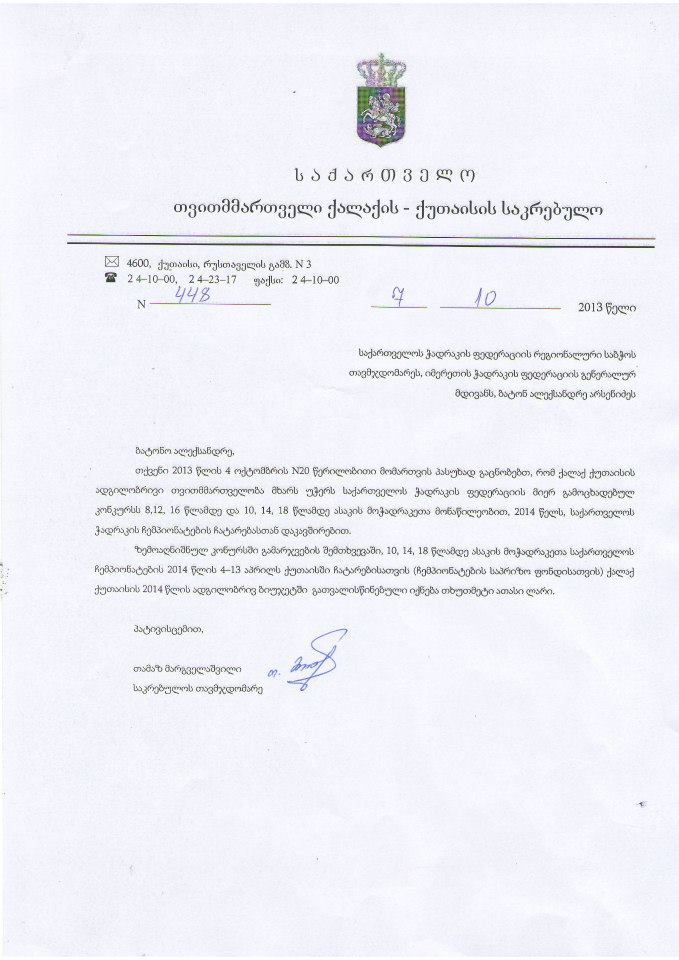 საქართველო
თვითმმართველი ქალაქის - ქუთაისის საკრებულო
4600, ქუთაისი, რუსთაველის გამზ. N 3
2 4–10–00, 2 4–23–17 ფაქსი: 2 4–10–00
N 448 7 10 2013 წელი
საქართველოს ჭადრაკის ფედერაციის რეგიონალური საბჭოს
თავმჯდომარეს, იმერეთის ჭადრაკის ფედერაციის გენერალურ
მდივანს, ბატონ ალექსანდრე არსენიძეს
ბატონო ალექსანდრე,
თქვენი 2013 წლის 4 ოქტომბრის N20 წერილობითი მომართვის პასუხად გაცნობებთ, რომ ქალაქ ქუთაისის
ადგილობრივი თვითმმართველობა მხარს უჭერს საქართველოს ჭადრაკის ფედერაციის მიერ გამოცხადებულ
კონკურსს 8,12, 16 წლამდე და 10, 14, 18 წლამდე ასაკის მოჭადრაკეთა მონაწილეობით, 2014 წელს, საქართველოს
ჭადრაკის ჩემპიონატების ჩატარებასთან დაკავშირებით.
ზემოაღნიშნულ კონკურსში გამარჯვების შემთხვევაში, 10, 14, 18 წლამდე ასაკის მოჭადრაკეთა საქართველოს
ჩემპიონატების 2014 წლის 4–13 აპრილს ქუთაისში ჩატარებისათვის (ჩემპიონატების საპრიზო ფონდისათვის) ქალაქ
ქუთაისის 2014 წლის ადგილობრივ ბიუჯეტში გათვალისწინებული იქნება თხუთმეტი ათასი ლარი.
პატივისცემით,
თამაზ მარგველაშვილი
საკრებულოს თავმჯდომარე